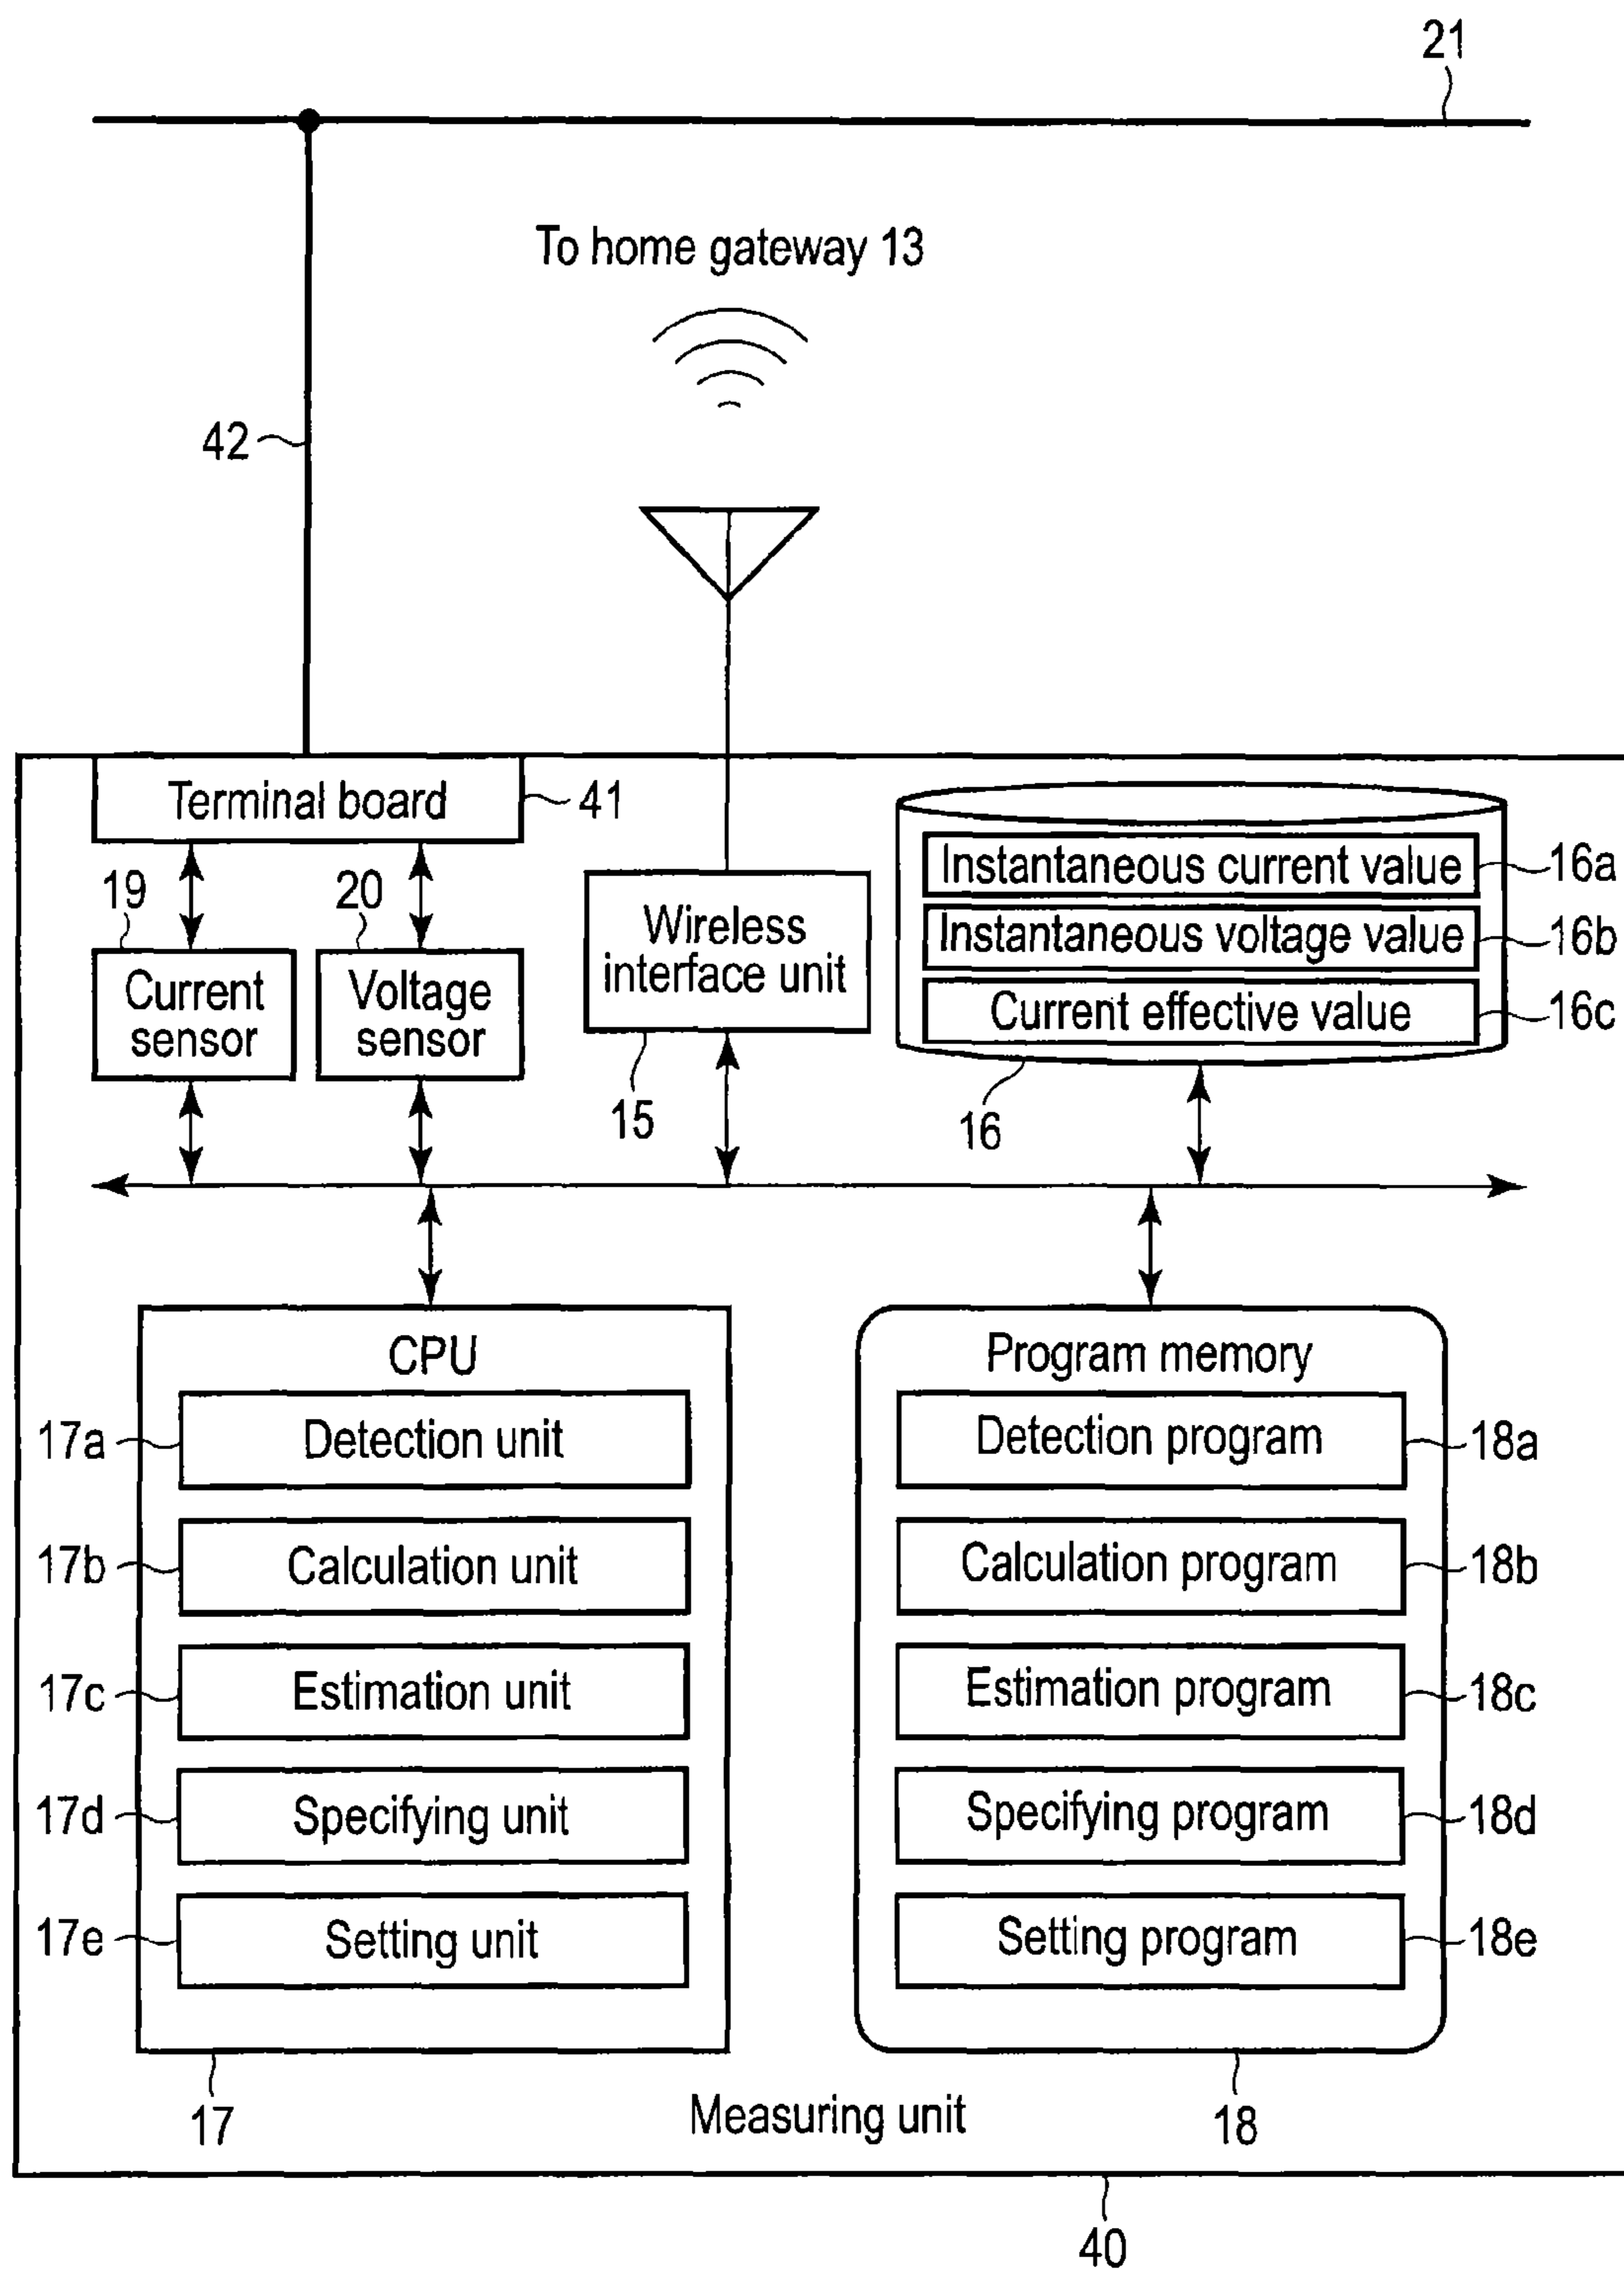 21
To home gateway 13
42
Terminal board
41
19
20
Current
sensor
Voltage
sensor
Wireless
interface unit
15
Instantaneous current value
16a
Instantaneous voltage value
16b
Current effective value
16c
16
CPU
17a
Detection unit
17b
Calculation unit
17c
Estimation unit
17d
Specifying unit
17e
Setting unit
17
Program memory
Detection program
18a
Calculation program
18b
Estimation program
18c
Specifying program
18d
Setting program
18e
18
Measuring unit
40